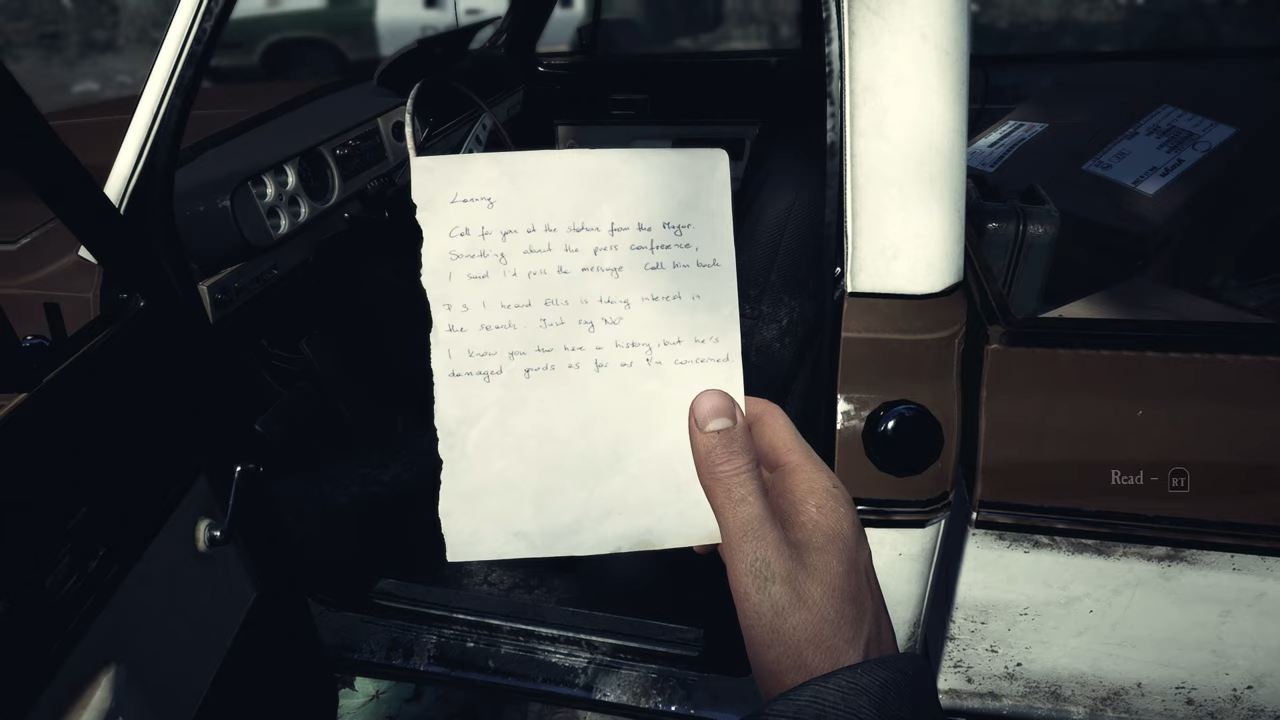 Lanning
Call for you at the station from the Mayor.
Something about the press conference,
I said I'd pass the message Call him back
P S I heard Ellis is taking interest in
the search. Just say "No"
I know you two have a history, but he's
damaged goods as far as I'm concerned.
Read - RT